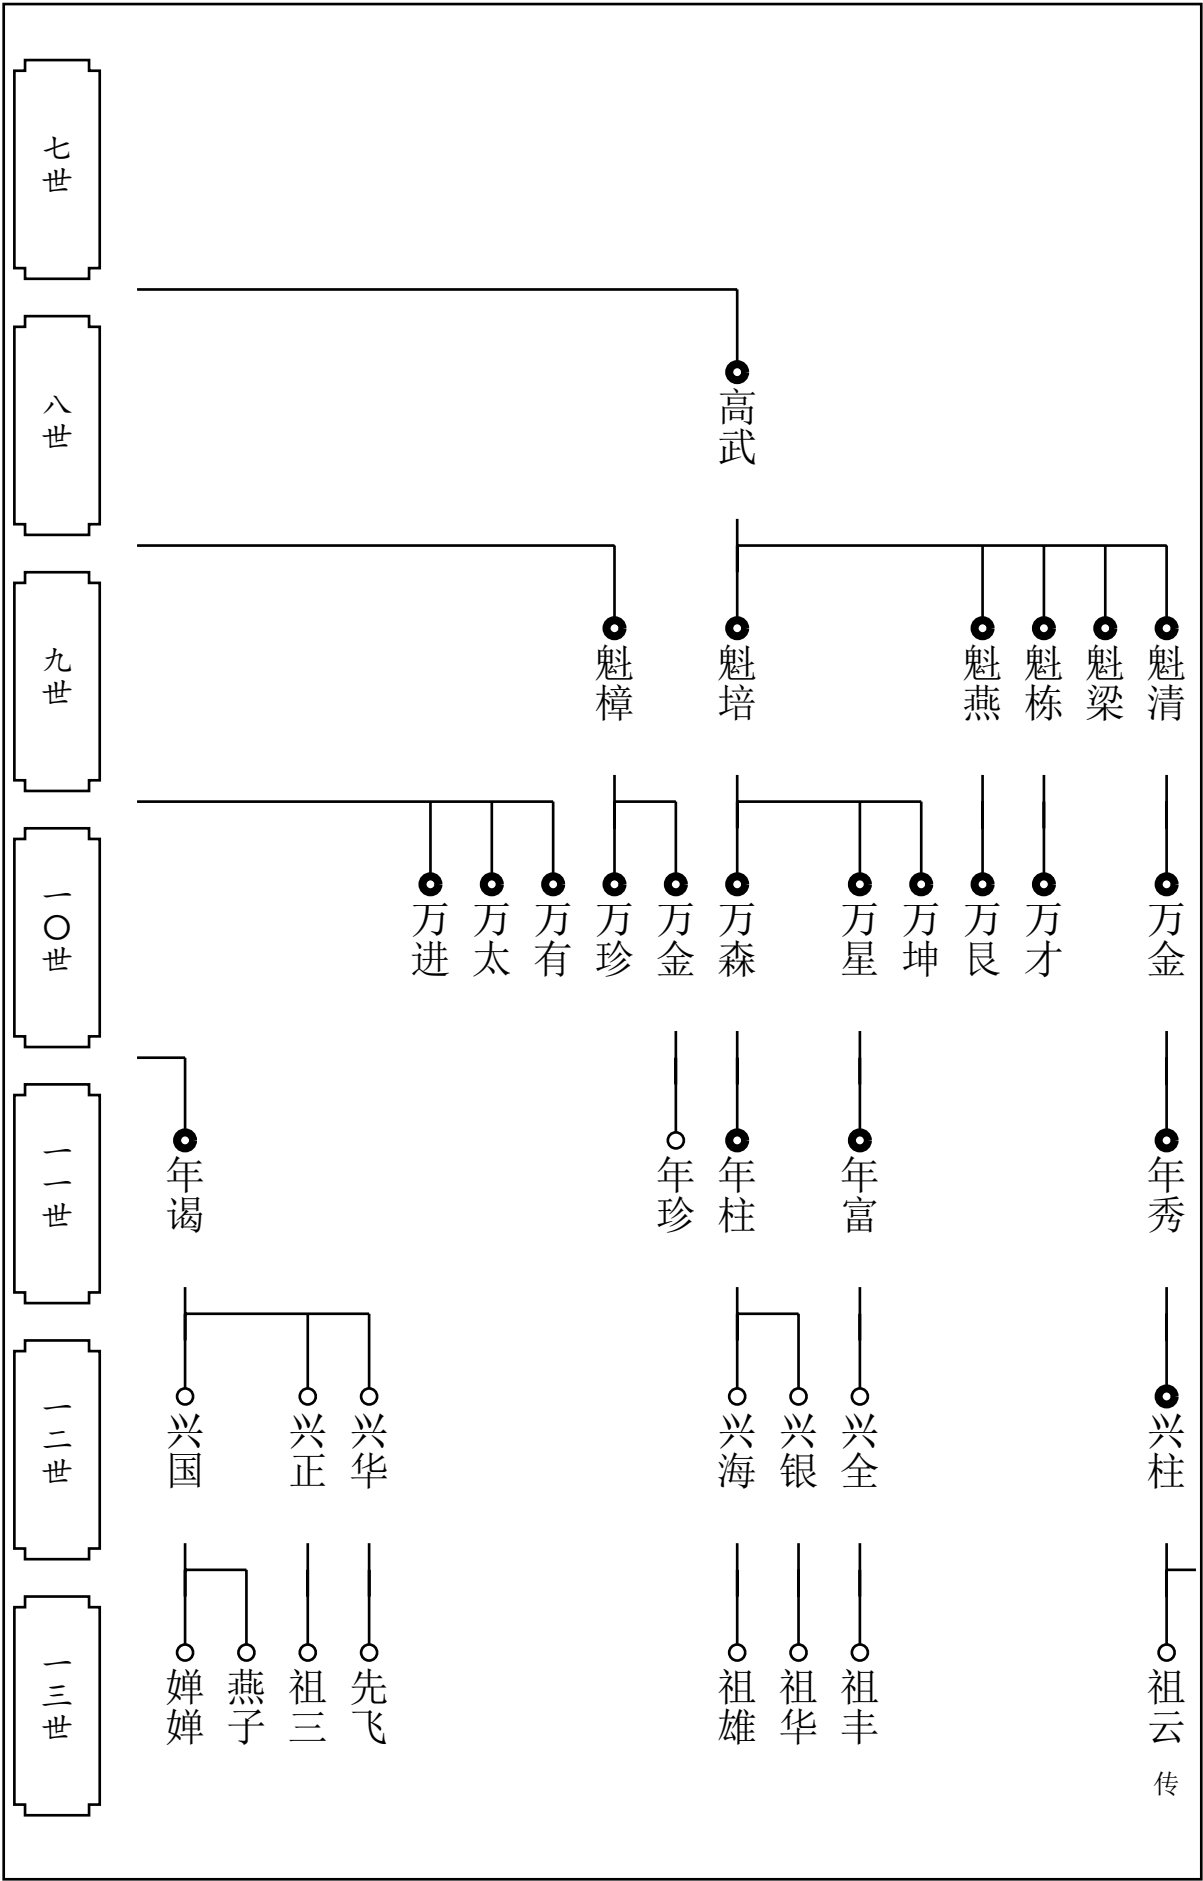 七世
八世
九世
一〇世
一一世
一二世
一三世
高武
魁樟
魁培
魁燕
魁栋
魁梁
魁清
万进
万太
万有
万珍
万金
万森
万星
万坤
万艮
万才
万金
年谒
年珍
年柱
年富
年秀
兴国
兴正
兴华
兴海
兴银
兴全
兴柱
婵婵
燕子
祖三
先飞
祖雄
祖华
祖丰
祖云
传